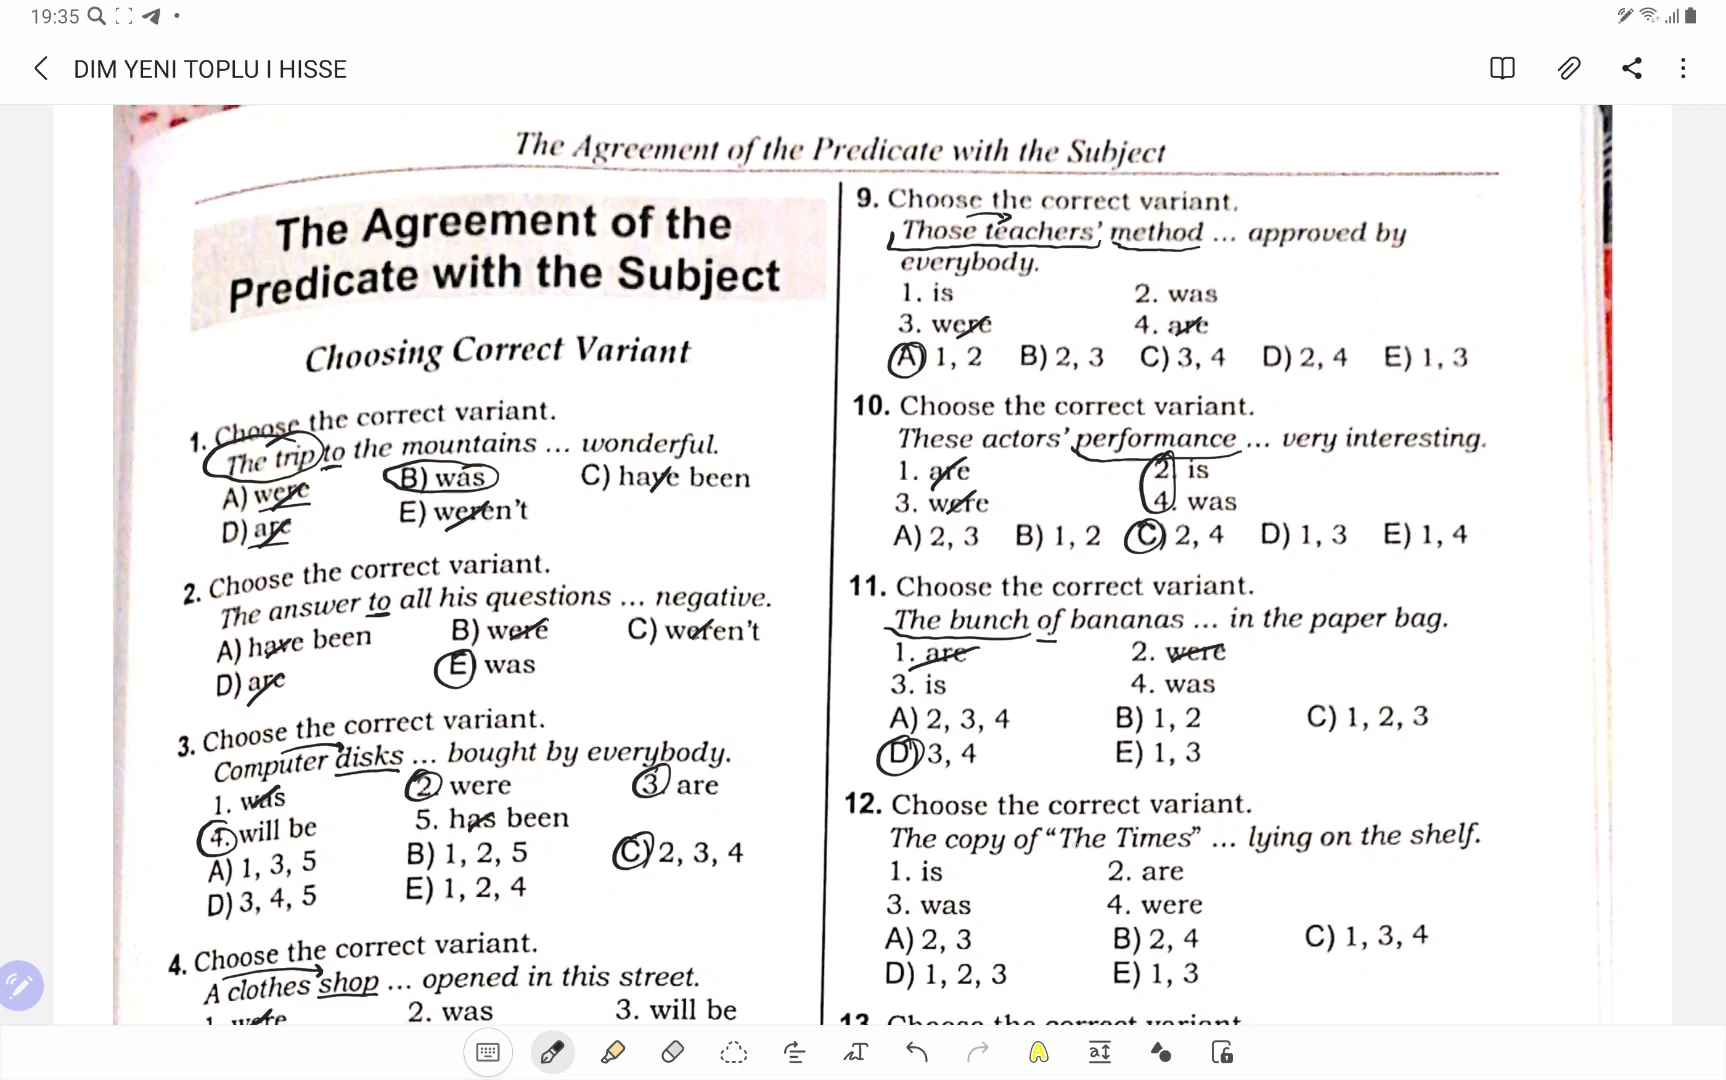 19:35
DIM YENI TOPLU I HISSE
The Agreement of the Predicate with the Subject
The Agreement of the
Predicate with the Subject
Choosing Correct Variant
1. Choose the correct variant.
The trip to the mountains ... wonderful.
A) were B) was C) have been
D) are E) weren't
2. Choose the correct variant.
The answer to all his questions ... negative.
A) have been B) were C) weren't
D) are E) was
3. Choose the correct variant.
Computer disks ... bought by everybody.
1. was 2. were 3. are
4. will be 5. has been
A) 1, 3, 5 B) 1, 2, 5 C) 2, 3, 4
D) 3, 4, 5 E) 1, 2, 4
4. Choose the correct variant.
A clothes shop ... opened in this street.
1. were 2. was 3. will be
9. Choose the correct variant.
Those teachers' method ... approved by
everybody.
1. is 2. was
3. were 4. are
A) 1, 2 B) 2, 3 C) 3, 4 D) 2, 4 E) 1, 3
10. Choose the correct variant.
These actors' performance ... very interesting.
1. are 2. is
3. were 4. was
A) 2, 3 B) 1, 2 C) 2, 4 D) 1, 3 E) 1, 4
11. Choose the correct variant.
The bunch of bananas ... in the paper bag.
1. are 2. were
3. is 4. was
A) 2, 3, 4 B) 1, 2 C) 1, 2, 3
D) 3, 4 E) 1, 3
12. Choose the correct variant.
The copy of "The Times" ... lying on the shelf.
1. is 2. are
3. was 4. were
A) 2, 3 B) 2, 4 C) 1, 3, 4
D) 1, 2, 3 E) 1, 3
13. Choose the correct variant